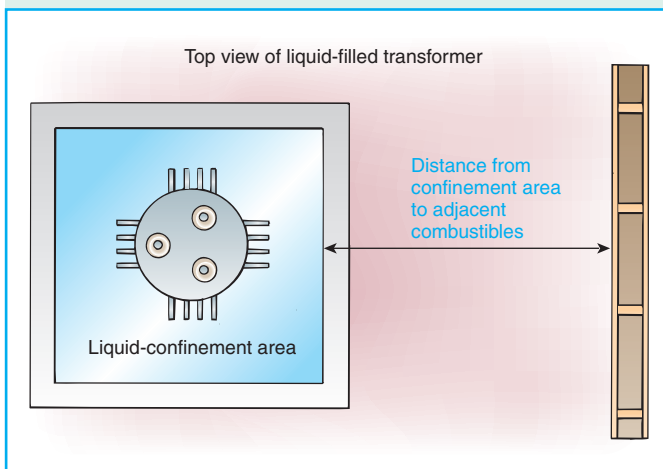 Top view of liquid-filled transformer
Distance from
confinement area
to adjacent
combustibles
Liquid-confinement area